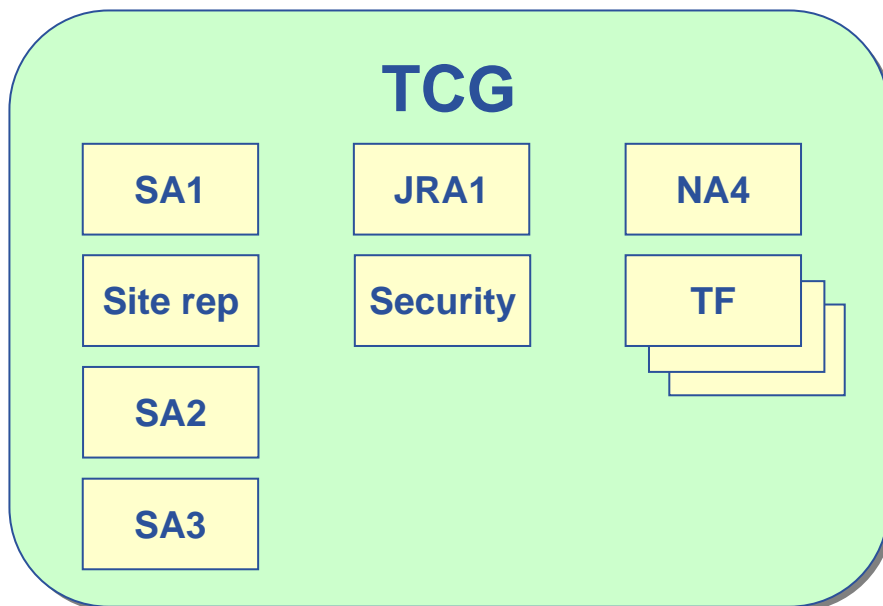 TCG
SA1
JRA1
NA4
Site rep
Security
TF
SA2
SA3